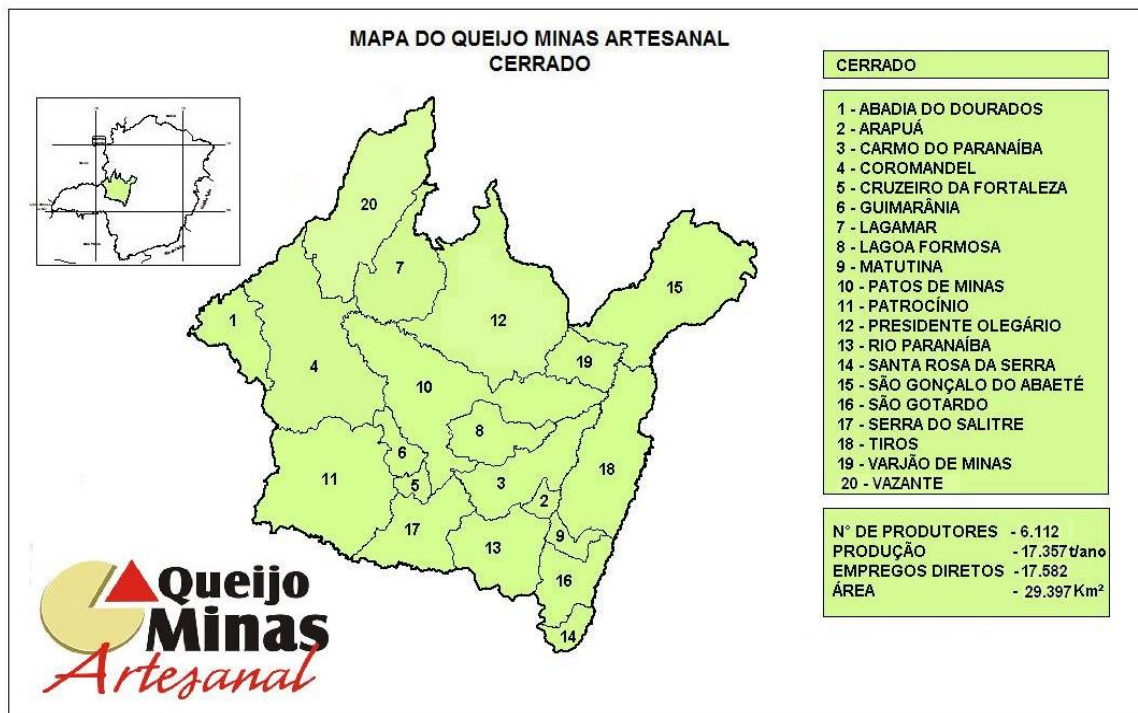 MAPA DO QUEIJO MINAS ARTESANAL
CERRADO
CERRADO
1 - ABADIA DO DOURADOS
2 - ARAPUÁ
3 - CARMO DO PARANAÍBA
4 - COROMANDEL
5 - CRUZEIRO DA FORTALEZA
6 - GUIMARÂNIA
7 - LAGAMAR
8 - LAGOA FORMOSA
9 - MATUTINA
10 - PATOS DE MINAS
11 - PATROCÍNIO
12 - PRESIDENTE OLEGÁRIO
13 - RIO PARANAÍBA
14 - SANTA ROSA DA SERRA
15 - SÃO GONÇALO DO ABAETÉ
16 - SÃO GOTARDO
17 - SERRA DO SALITRE
18 - TIROS
19 - VARJÃO DE MINAS
20 - VAZANTE
N° DE PRODUTORES - 6.112
PRODUÇÃO - 17.357 t/ano
EMPREGOS DIRETOS - 17.582
ÁREA - 29.397 Km²
20
7
15
1
12
4
19
10
8
6
18
11
5
3
2
17
13
9
16
14
Queijo
Minas
Artesanal